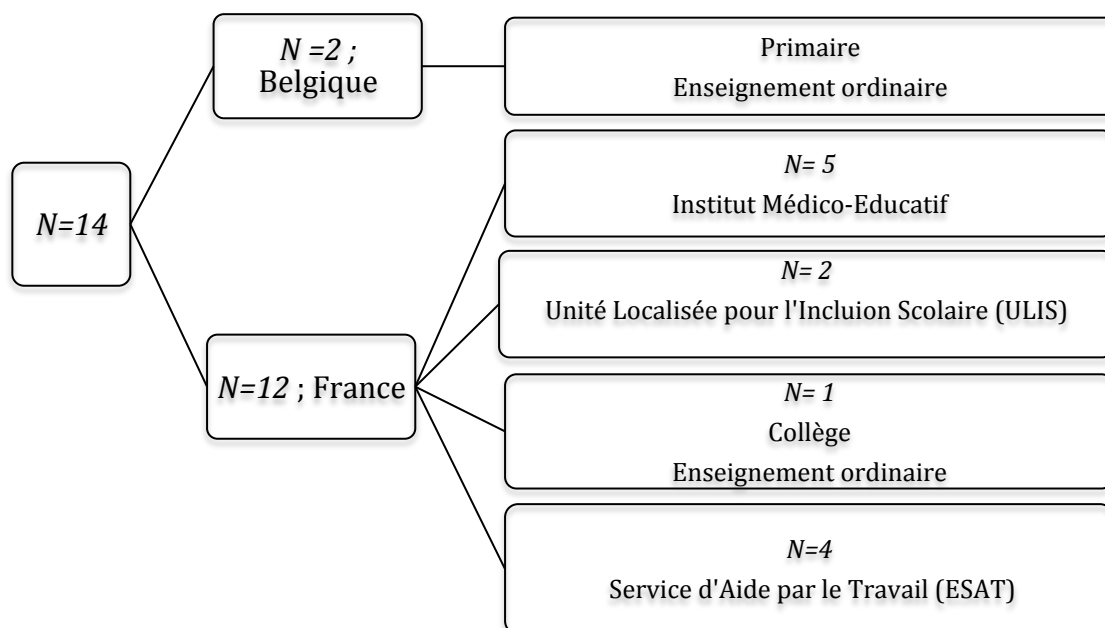 N=14
N =2 ;
Belgique
Primaire
Enseignement ordinaire
N=12 ; France
N= 5
Institut Médico-Educatif
N= 2
Unité Localisée pour l'Incluion Scolaire (ULIS)
N= 1
Collège
Enseignement ordinaire
N=4
Service d'Aide par le Travail (ESAT)